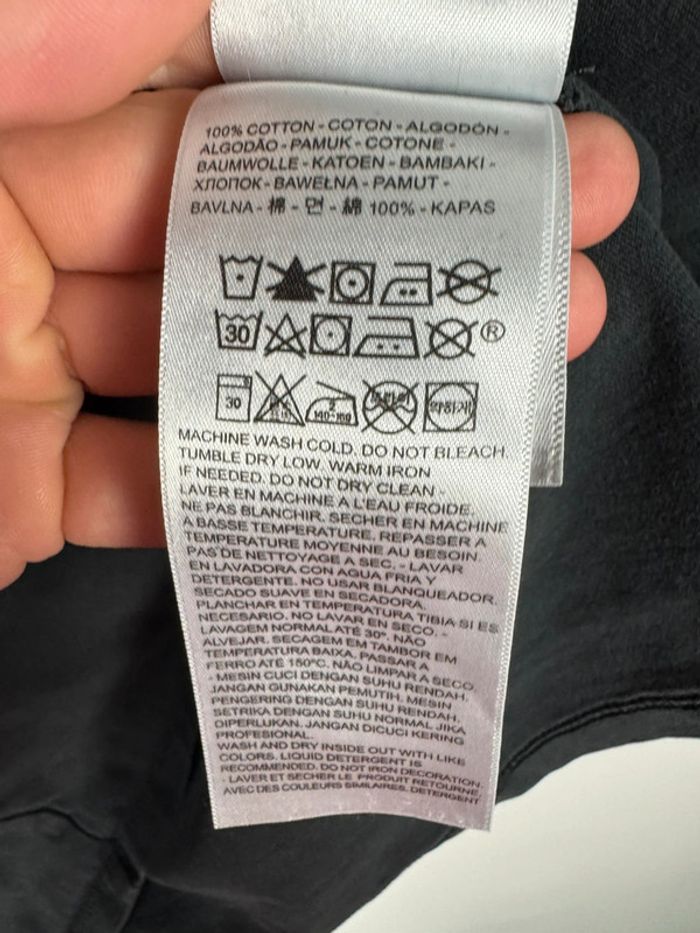 100% COTTON - COTON - ALGODÓN -
ALGODÃO - PAMUK - COTONE -
BAUMWOLLE - KATOEN - BAMBAKI -
ХЛОПОК - BAWEŁNA - PAMUT -
BAVLNA - 棉 - 면 - 綿 100% - KAPAS
30 ®
30 140-160 약하게
MACHINE WASH COLD. DO NOT BLEACH.
TUMBLE DRY LOW. WARM IRON
IF NEEDED. DO NOT DRY CLEAN -
LAVER EN MACHINE A L'EAU FROIDE.
NE PAS BLANCHIR. SECHER EN MACHINE
A BASSE TEMPERATURE. REPASSER A
TEMPERATURE MOYENNE AU BESOIN.
PAS DE NETTOYAGE A SEC. - LAVAR
EN LAVADORA CON AGUA FRIA Y
DETERGENTE. NO USAR BLANQUEADOR.
SECADO SUAVE EN SECADORA.
PLANCHAR EN TEMPERATURA TIBIA SI ES
NECESARIO. NO LAVAR EN SECO. -
LAVAGEM NORMAL ATÉ 30°. NÃO
ALVEJAR. SECAGEM EM TAMBOR EM
TEMPERATURA BAIXA. PASSAR A
FERRO ATÉ 150°C. NÃO LIMPAR A SECO.
- MESIN CUCI DENGAN SUHU RENDAH.
JANGAN GUNAKAN PEMUTIH. MESIN
PENGERING DENGAN SUHU RENDAH.
SETRIKA DENGAN SUHU NORMAL JIKA
DIPERLUKAN. JANGAN DICUCI KERING
PROFESIONAL.
WASH AND DRY INSIDE OUT WITH LIKE
COLORS. LIQUID DETERGENT IS
RECOMMENDED. DO NOT IRON DECORATION.
- LAVER ET SECHER LE PRODUIT RETOURNE,
AVEC DES COULEURS SIMILAIRES. DETERGENT